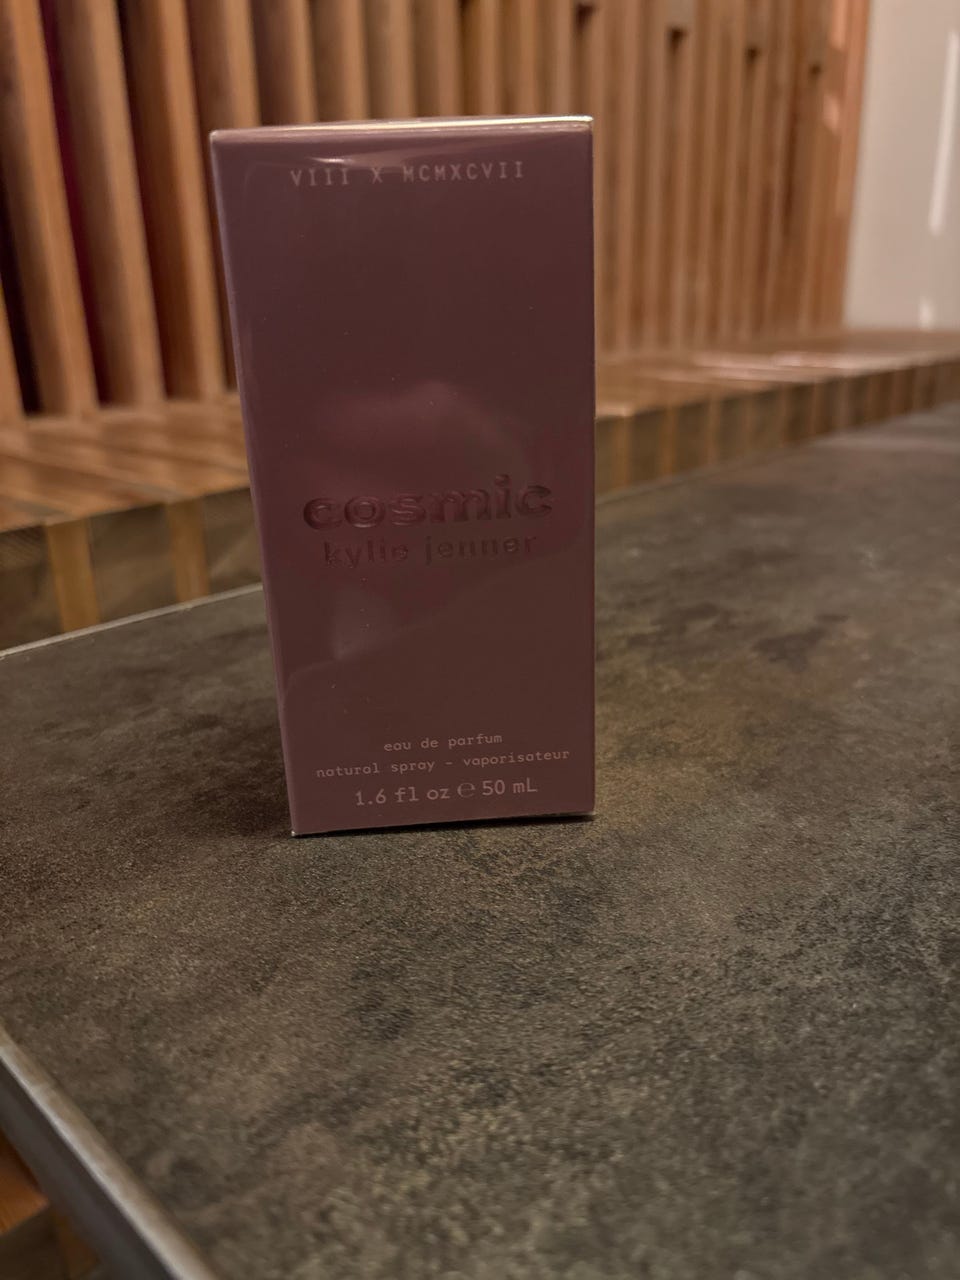 VIII X MCMXCVII
cosmic
kylie jenner
eau de parfum
natural spray - vaporisateur
1.6 fl oz ℮ 50 mL